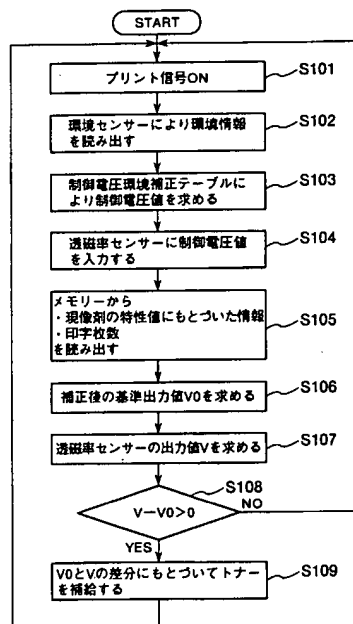 START
プリント信号ON
S101
環境センサーにより環境情報
を読み出す
S102
制御電圧環境補正テーブルに
より制御電圧値を求める
S103
透磁率センサーに制御電圧値
を入力する
S104
メモリーから
・現像剤の特性値にもとづいた情報
・印字枚数
を読み出す
S105
補正後の基準出力値V0を求める
S106
透磁率センサーの出力値Vを求める
S107
V−V0>0
S108
NO
YES
V0とVの差分にもとづいてトナー
を補給する
S109